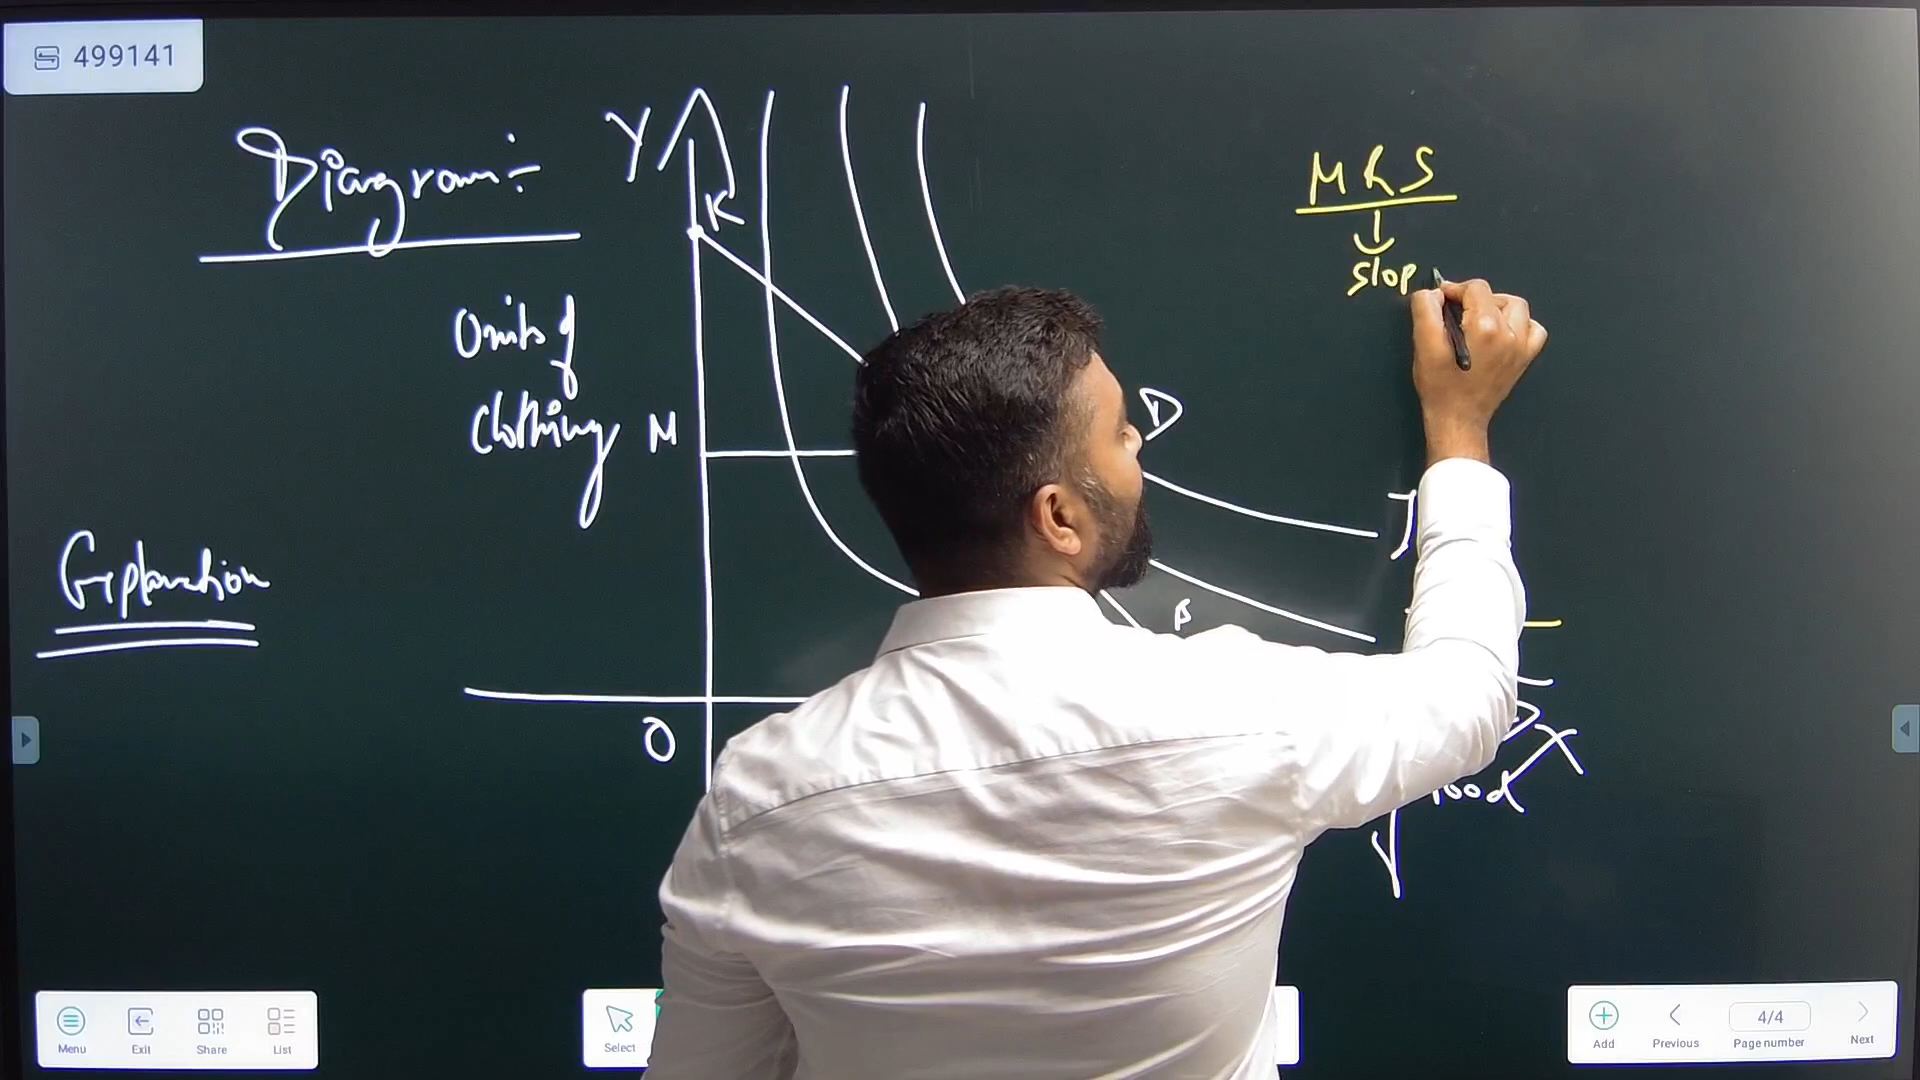 499141
Diagram:-
Y
K
MRS
slop
Units of
Clothing
M
D
Explanation
B
O
X
Food
Menu
Exit
Share
List
Select
Add
Previous
4/4
Page number
Next